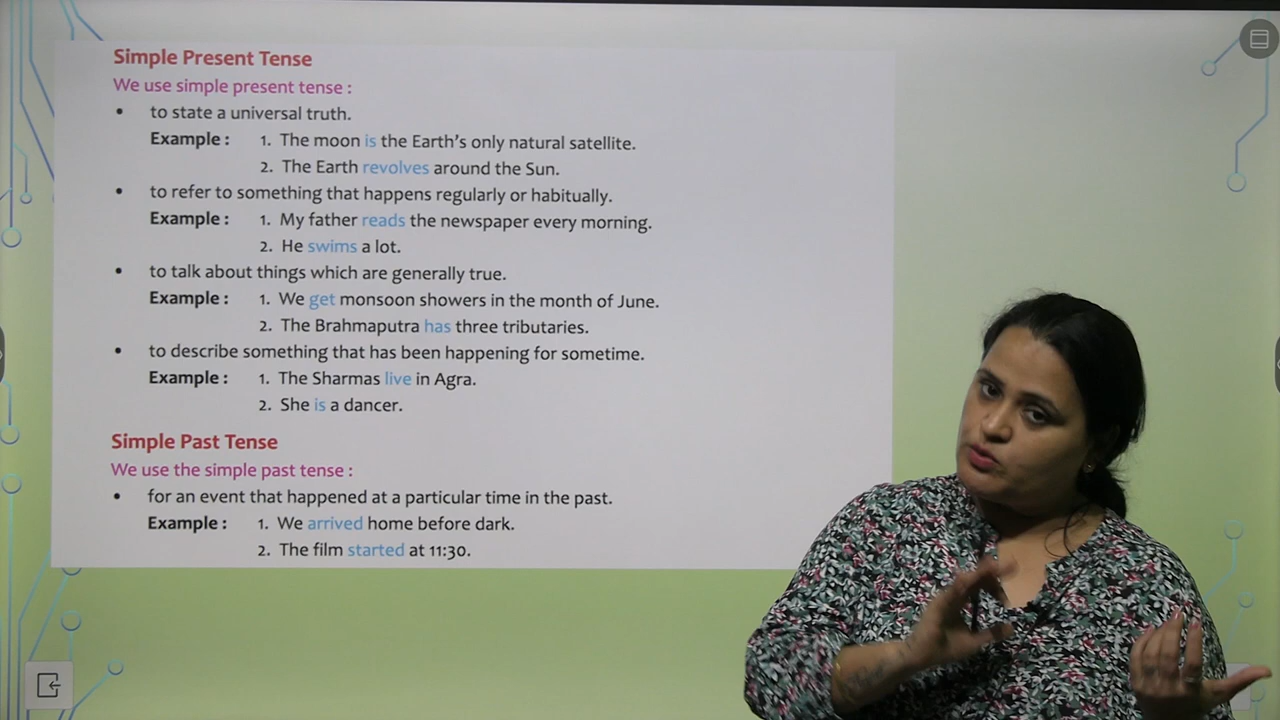 Simple Present Tense
We use simple present tense :
• to state a universal truth.
Example : 1. The moon is the Earth's only natural satellite.
2. The Earth revolves around the Sun.
• to refer to something that happens regularly or habitually.
Example : 1. My father reads the newspaper every morning.
2. He swims a lot.
• to talk about things which are generally true.
Example : 1. We get monsoon showers in the month of June.
2. The Brahmaputra has three tributaries.
• to describe something that has been happening for sometime.
Example : 1. The Sharmas live in Agra.
2. She is a dancer.
Simple Past Tense
We use the simple past tense :
• for an event that happened at a particular time in the past.
Example : 1. We arrived home before dark.
2. The film started at 11:30.